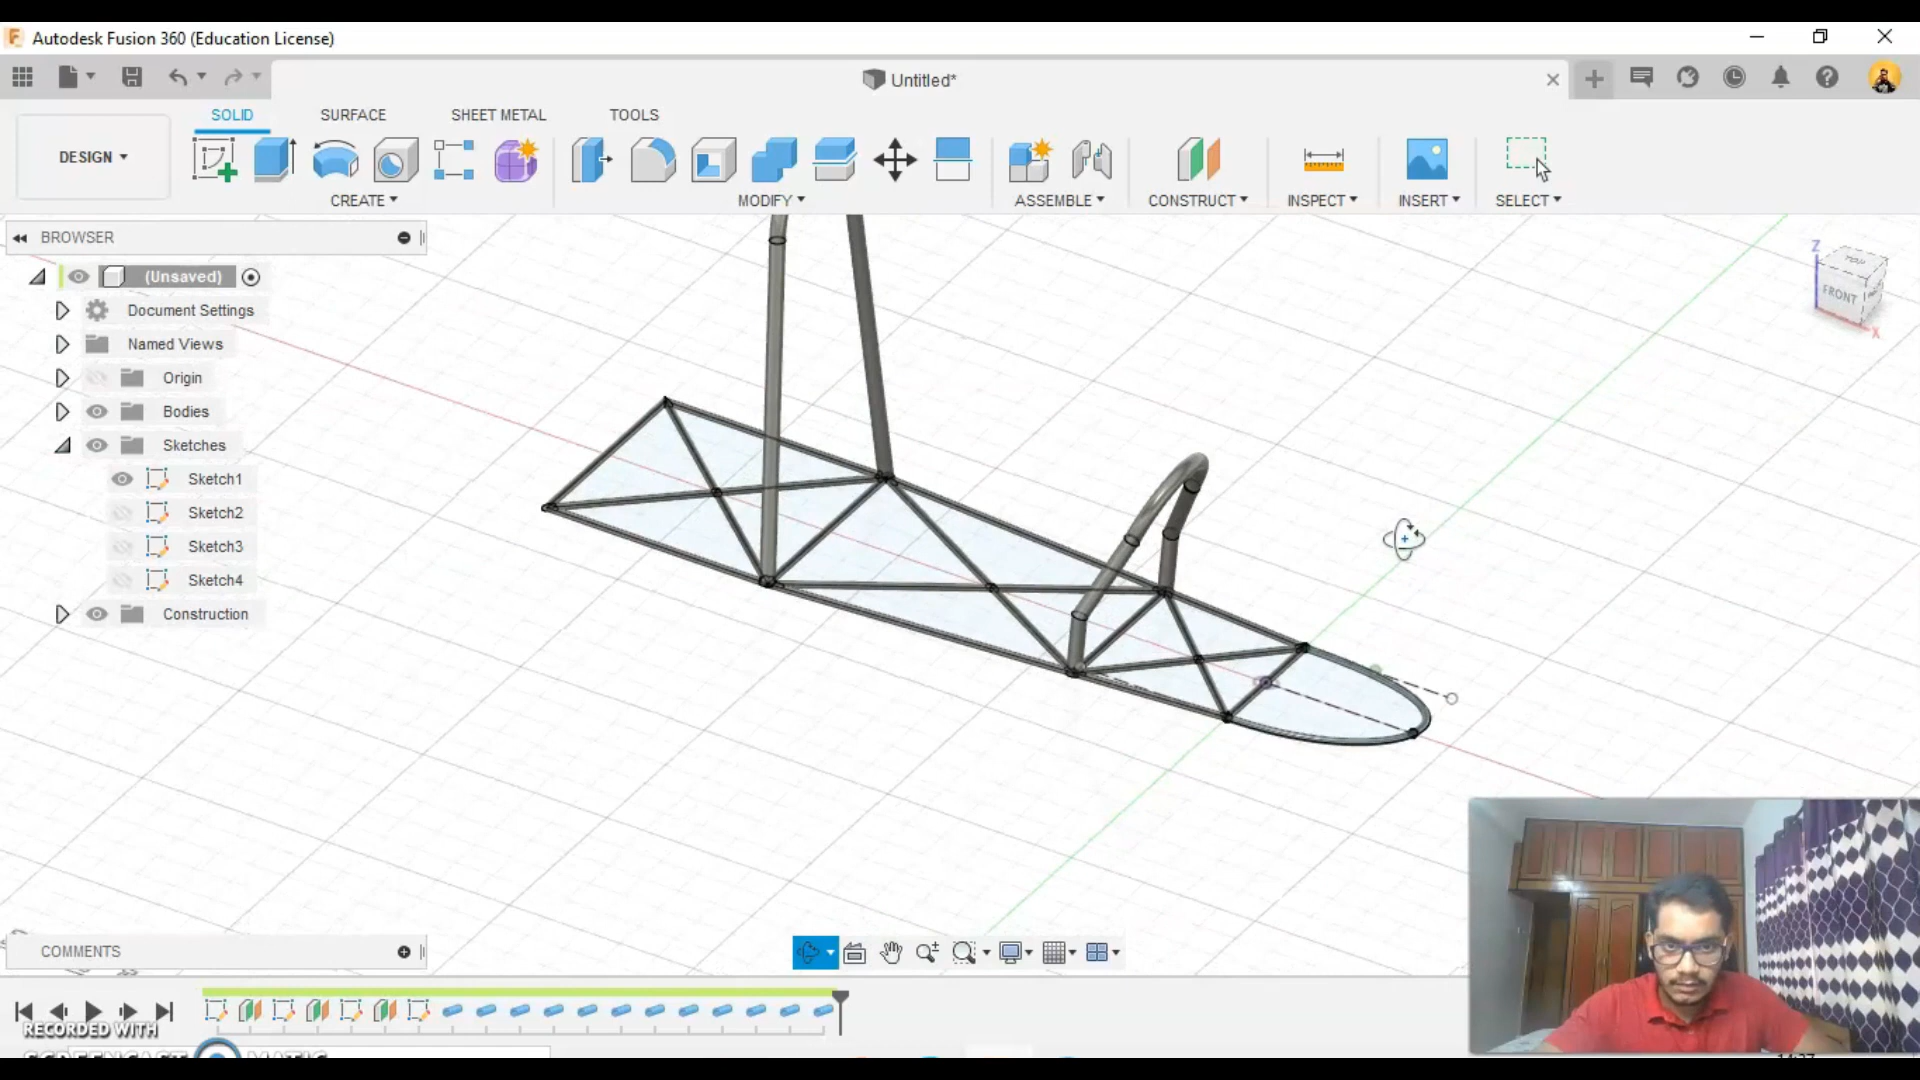 Autodesk Fusion 360 (Education License)
Untitled*
SOLID SURFACE SHEET METAL TOOLS
DESIGN
CREATE MODIFY ASSEMBLE CONSTRUCT INSPECT INSERT SELECT
BROWSER
(Unsaved)
Document Settings
Named Views
Origin
Bodies
Sketches
Sketch1
Sketch2
Sketch3
Sketch4
Construction
Z
TOP
FRONT
X
COMMENTS
RECORDED WITH